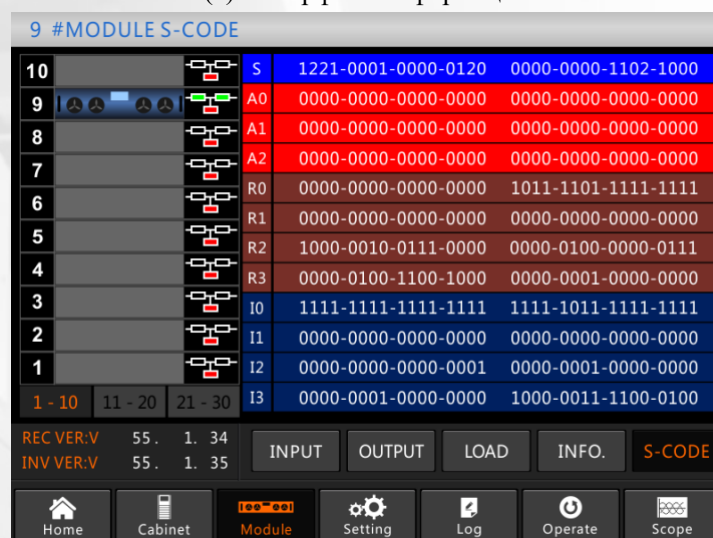 9 #MODULE S-CODE
10
9
8
7
6
5
4
3
2
1
1 - 10 11 - 20 21 - 30
S 1221-0001-0000-0120 0000-0000-1102-1000
A0 0000-0000-0000-0000 0000-0000-0000-0000
A1 0000-0000-0000-0000 0000-0000-0000-0000
A2 0000-0000-0000-0000 0000-0000-0000-0000
R0 0000-0000-0000-0000 1011-1101-1111-1111
R1 0000-0000-0000-0000 0000-0000-0000-0000
R2 1000-0010-0111-0000 0000-0100-0000-0111
R3 0000-0100-1100-1000 0000-0001-0000-0000
I0 1111-1111-1111-1111 1111-1011-1111-1111
I1 0000-0000-0000-0000 0000-0000-0000-0000
I2 0000-0000-0000-0001 0000-0001-0000-0000
I3 0000-0001-0000-0000 1000-0011-1100-0100
REC VER:V 55. 1. 34
INV VER:V 55. 1. 35
INPUT OUTPUT LOAD INFO. S-CODE
Home Cabinet Module Setting Log Operate Scope